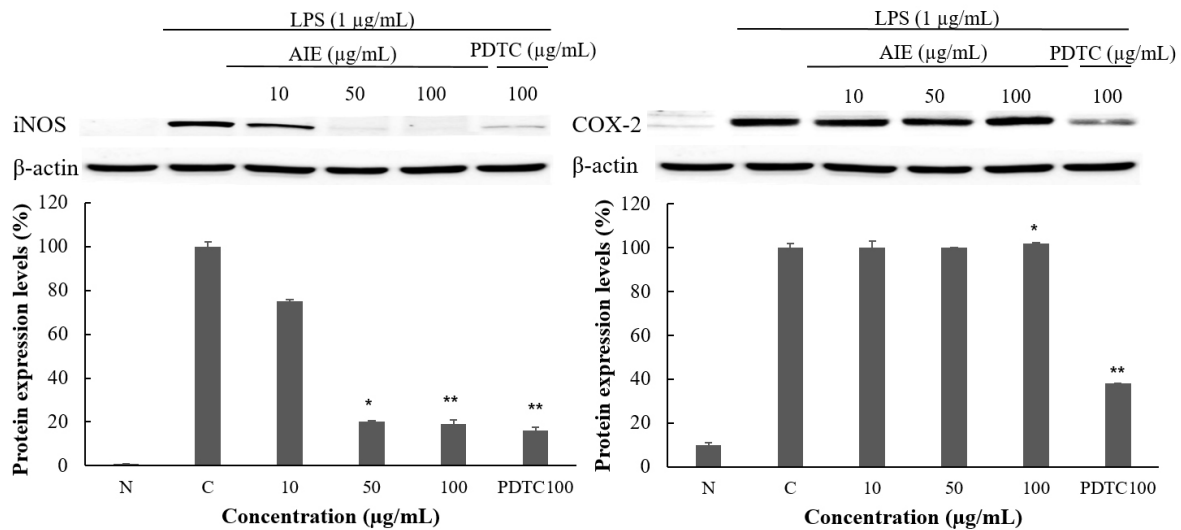 LPS (1 µg/mL)
AIE (µg/mL) PDTC (µg/mL)
10 50 100 100
iNOS
β-actin
Protein expression levels (%)
120
100
80
60
40
20
0
* ** **
N C 10 50 100 PDTC100
Concentration (µg/mL)
LPS (1 µg/mL)
AIE (µg/mL) PDTC (µg/mL)
10 50 100 100
COX-2
β-actin
Protein expression levels (%)
120
100
80
60
40
20
0
* **
N C 10 50 100 PDTC100
Concentration (µg/mL)